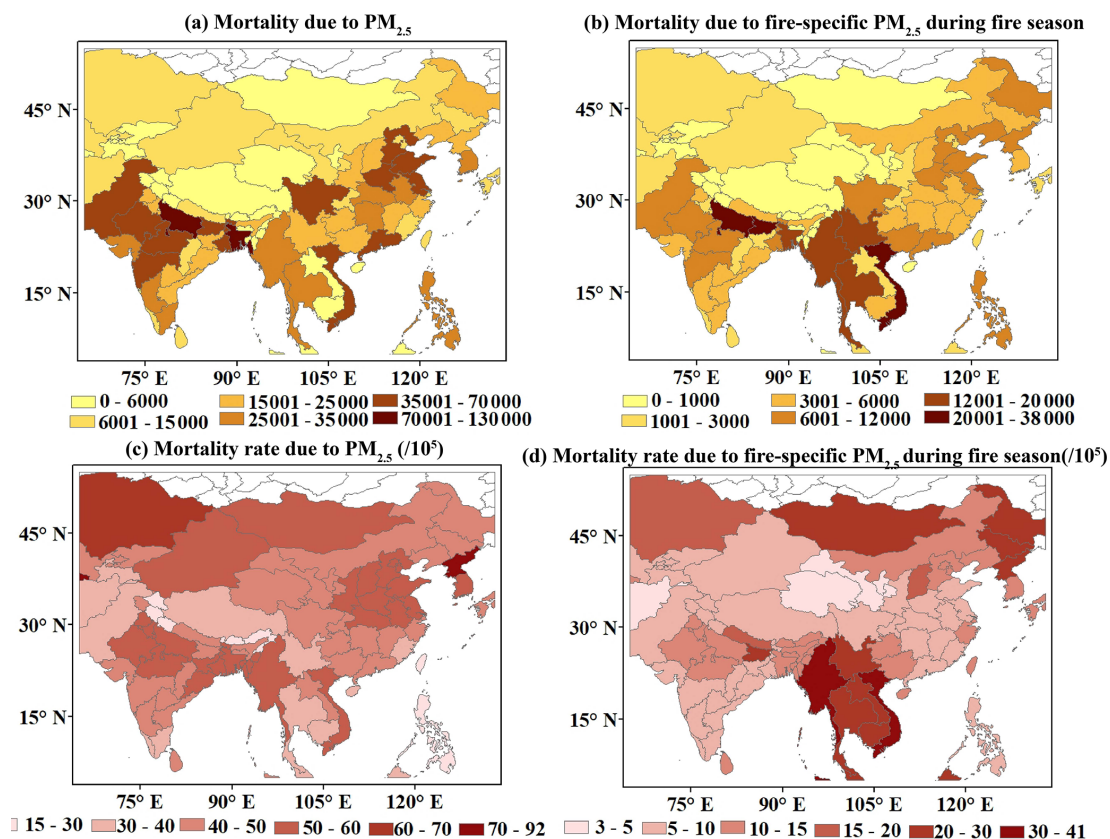 (a) Mortality due to PM2.5
(b) Mortality due to fire-specific PM2.5 during fire season
45° N
30° N
15° N
75° E 90° E 105° E 120° E
45° N
30° N
15° N
75° E 90° E 105° E 120° E
0 - 6000 15001 - 25000 35001 - 70000
6001 - 15000 25001 - 35000 70001 - 130000
0 - 1000 3001 - 6000 12001 - 20000
1001 - 3000 6001 - 12000 20001 - 38000
(c) Mortality rate due to PM2.5 (/10⁵)
(d) Mortality rate due to fire-specific PM2.5 during fire season(/10⁵)
45° N
30° N
15° N
75° E 90° E 105° E 120° E
45° N
30° N
15° N
75° E 90° E 105° E 120° E
15 - 30 30 - 40 40 - 50 50 - 60 60 - 70 70 - 92
3 - 5 5 - 10 10 - 15 15 - 20 20 - 30 30 - 41